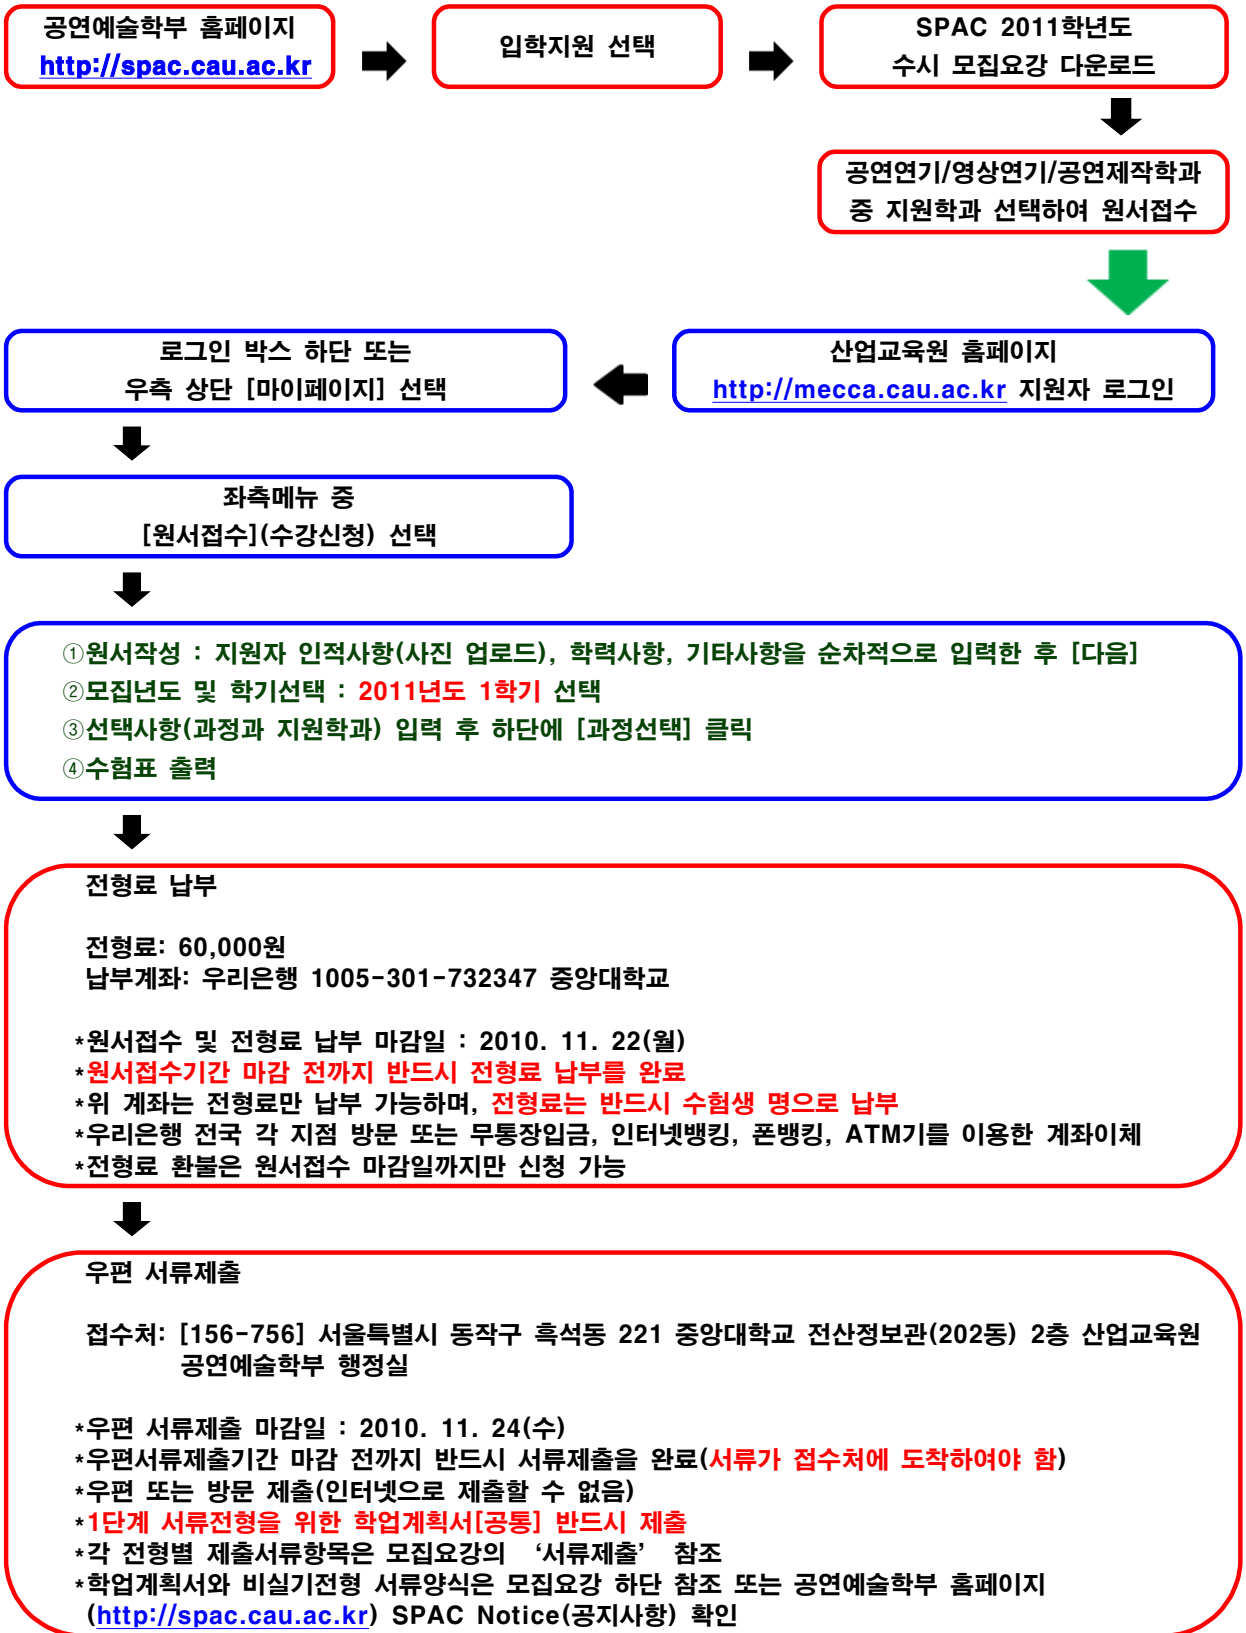 공연예술학부 홈페이지
http://spac.cau.ac.kr
입학지원 선택
SPAC 2011학년도
수시 모집요강 다운로드
공연연기/영상연기/공연제작학과
중 지원학과 선택하여 원서접수
산업교육원 홈페이지
http://mecca.cau.ac.kr 지원자 로그인
로그인 박스 하단 또는
우측 상단 [마이페이지] 선택
좌측메뉴 중
[원서접수](수강신청) 선택
①원서작성 : 지원자 인적사항(사진 업로드), 학력사항, 기타사항을 순차적으로 입력한 후 [다음]
②모집년도 및 학기선택 : 2011년도 1학기 선택
③선택사항(과정과 지원학과) 입력 후 하단에 [과정선택] 클릭
④수험표 출력
전형료 납부
전형료: 60,000원
납부계좌: 우리은행 1005-301-732347 중앙대학교
*원서접수 및 전형료 납부 마감일 : 2010. 11. 22(월)
*원서접수기간 마감 전까지 반드시 전형료 납부를 완료
*위 계좌는 전형료만 납부 가능하며, 전형료는 반드시 수험생 명으로 납부
*우리은행 전국 각 지점 방문 또는 무통장입금, 인터넷뱅킹, 폰뱅킹, ATM기를 이용한 계좌이체
*전형료 환불은 원서접수 마감일까지만 신청 가능
우편 서류제출
접수처: [156-756] 서울특별시 동작구 흑석동 221 중앙대학교 전산정보관(202동) 2층 산업교육원
공연예술학부 행정실
*우편 서류제출 마감일 : 2010. 11. 24(수)
*우편서류제출기간 마감 전까지 반드시 서류제출을 완료(서류가 접수처에 도착하여야 함)
*우편 또는 방문 제출(인터넷으로 제출할 수 없음)
*1단계 서류전형을 위한 학업계획서[공통] 반드시 제출
*각 전형별 제출서류항목은 모집요강의 ‘서류제출’ 참조
*학업계획서와 비실기전형 서류양식은 모집요강 하단 참조 또는 공연예술학부 홈페이지
(http://spac.cau.ac.kr) SPAC Notice(공지사항) 확인